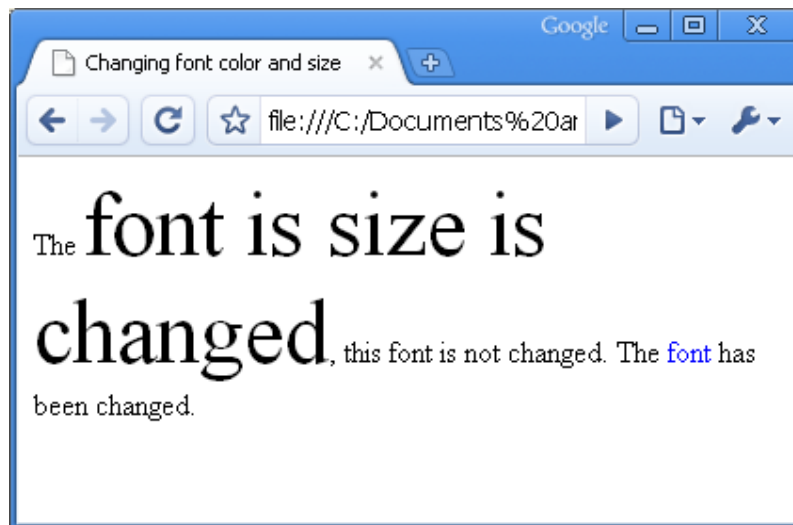 Google
Changing font color and size
file:///C:/Documents%20ar
The font is size is
changed, this font is not changed. The font has
been changed.